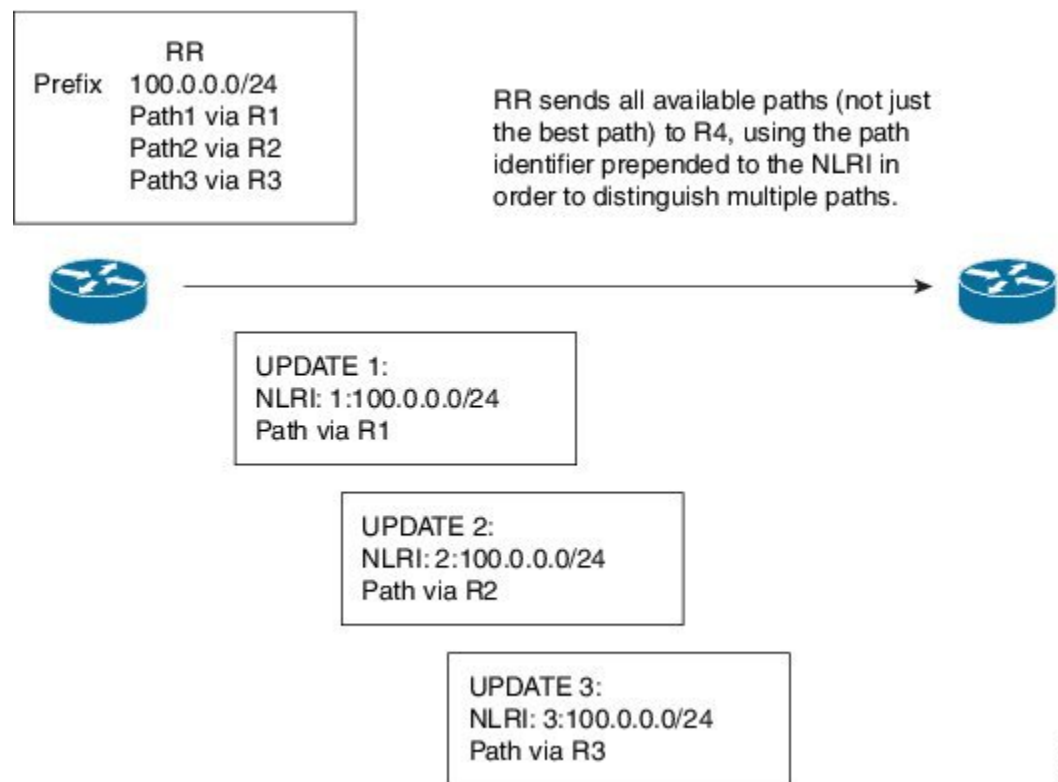 RR
Prefix 100.0.0.0/24
Path1 via R1
Path2 via R2
Path3 via R3
RR sends all available paths (not just
the best path) to R4, using the path
identifier prepended to the NLRI in
order to distinguish multiple paths.
UPDATE 1:
NLRI: 1:100.0.0.0/24
Path via R1
UPDATE 2:
NLRI: 2:100.0.0.0/24
Path via R2
UPDATE 3:
NLRI: 3:100.0.0.0/24
Path via R3